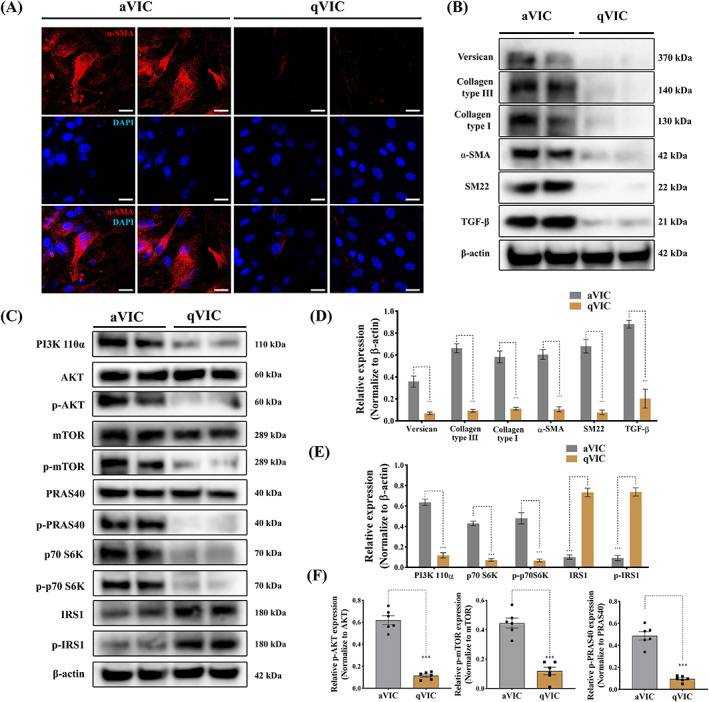 (A)
aVIC
qVIC
α-SMA
DAPI
α-SMA
DAPI
(B)
aVIC
qVIC
Versican
370 kDa
Collagen
type III
140 kDa
Collagen
type I
130 kDa
α-SMA
42 kDa
SM22
22 kDa
TGF-β
21 kDa
β-actin
42 kDa
(C)
aVIC
qVIC
PI3K 110α
110 kDa
AKT
60 kDa
p-AKT
60 kDa
mTOR
289 kDa
p-mTOR
289 kDa
PRAS40
40 kDa
p-PRAS40
40 kDa
p70 S6K
70 kDa
p-p70 S6K
70 kDa
IRS1
180 kDa
p-IRS1
180 kDa
β-actin
42 kDa
(D)
aVIC
qVIC
Relative expression
(Normalize to β-actin)
1.0
0.8
0.6
0.4
0.2
0.0
Versican
Collagen
type III
Collagen
type I
α-SMA
SM22
TGF-β
(E)
aVIC
qVIC
Relative expression
(Normalize to β-actin)
1.0
0.8
0.6
0.4
0.2
0.0
PI3K 110α
p70 S6K
p-p70S6K
IRS1
p-IRS1
(F)
Relative p-AKT expression
(Normalize to AKT)
0.8
0.6
0.4
0.2
0.0
***
aVIC
qVIC
Relative p-mTOR expression
(Normalize to mTOR)
0.6
0.4
0.2
0.0
***
aVIC
qVIC
Relative p-PRAS40 expression
(Normalize to PRAS40)
0.8
0.6
0.4
0.2
0.0
***
aVIC
qVIC